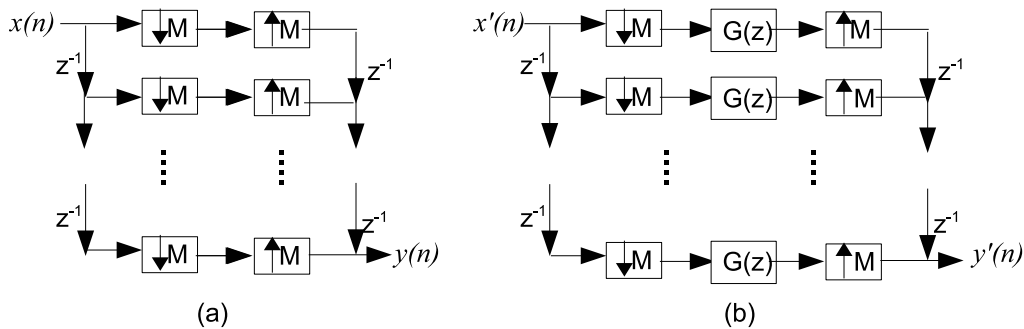 x(n) ↓M ↑M x'(n) ↓M G(z) ↑M
z⁻¹ z⁻¹ z⁻¹ z⁻¹
↓M ↑M ↓M G(z) ↑M
z⁻¹ z⁻¹ z⁻¹ z⁻¹
↓M ↑M y(n) ↓M G(z) ↑M y'(n)
(a) (b)